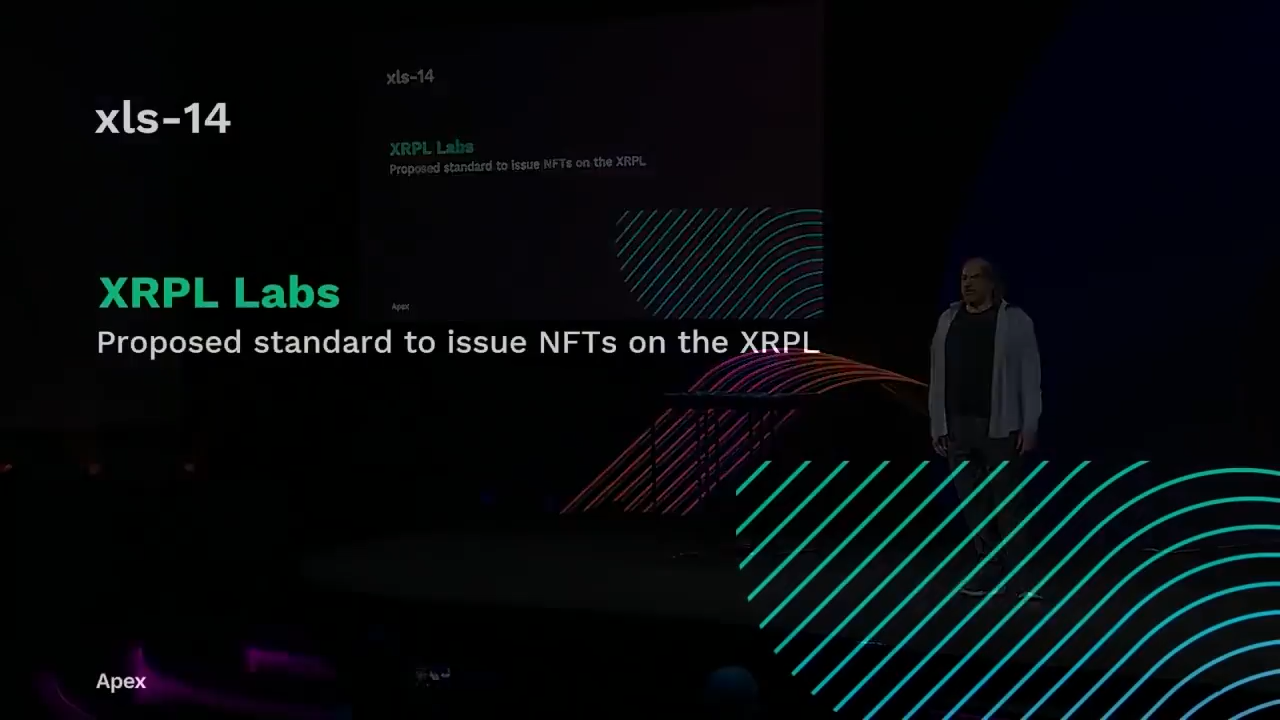 xls-14
XRPL Labs
Proposed standard to issue NFTs on the XRPL
Apex
xls-14
XRPL Labs
Proposed standard to issue NFTs on the XRPL
Apex